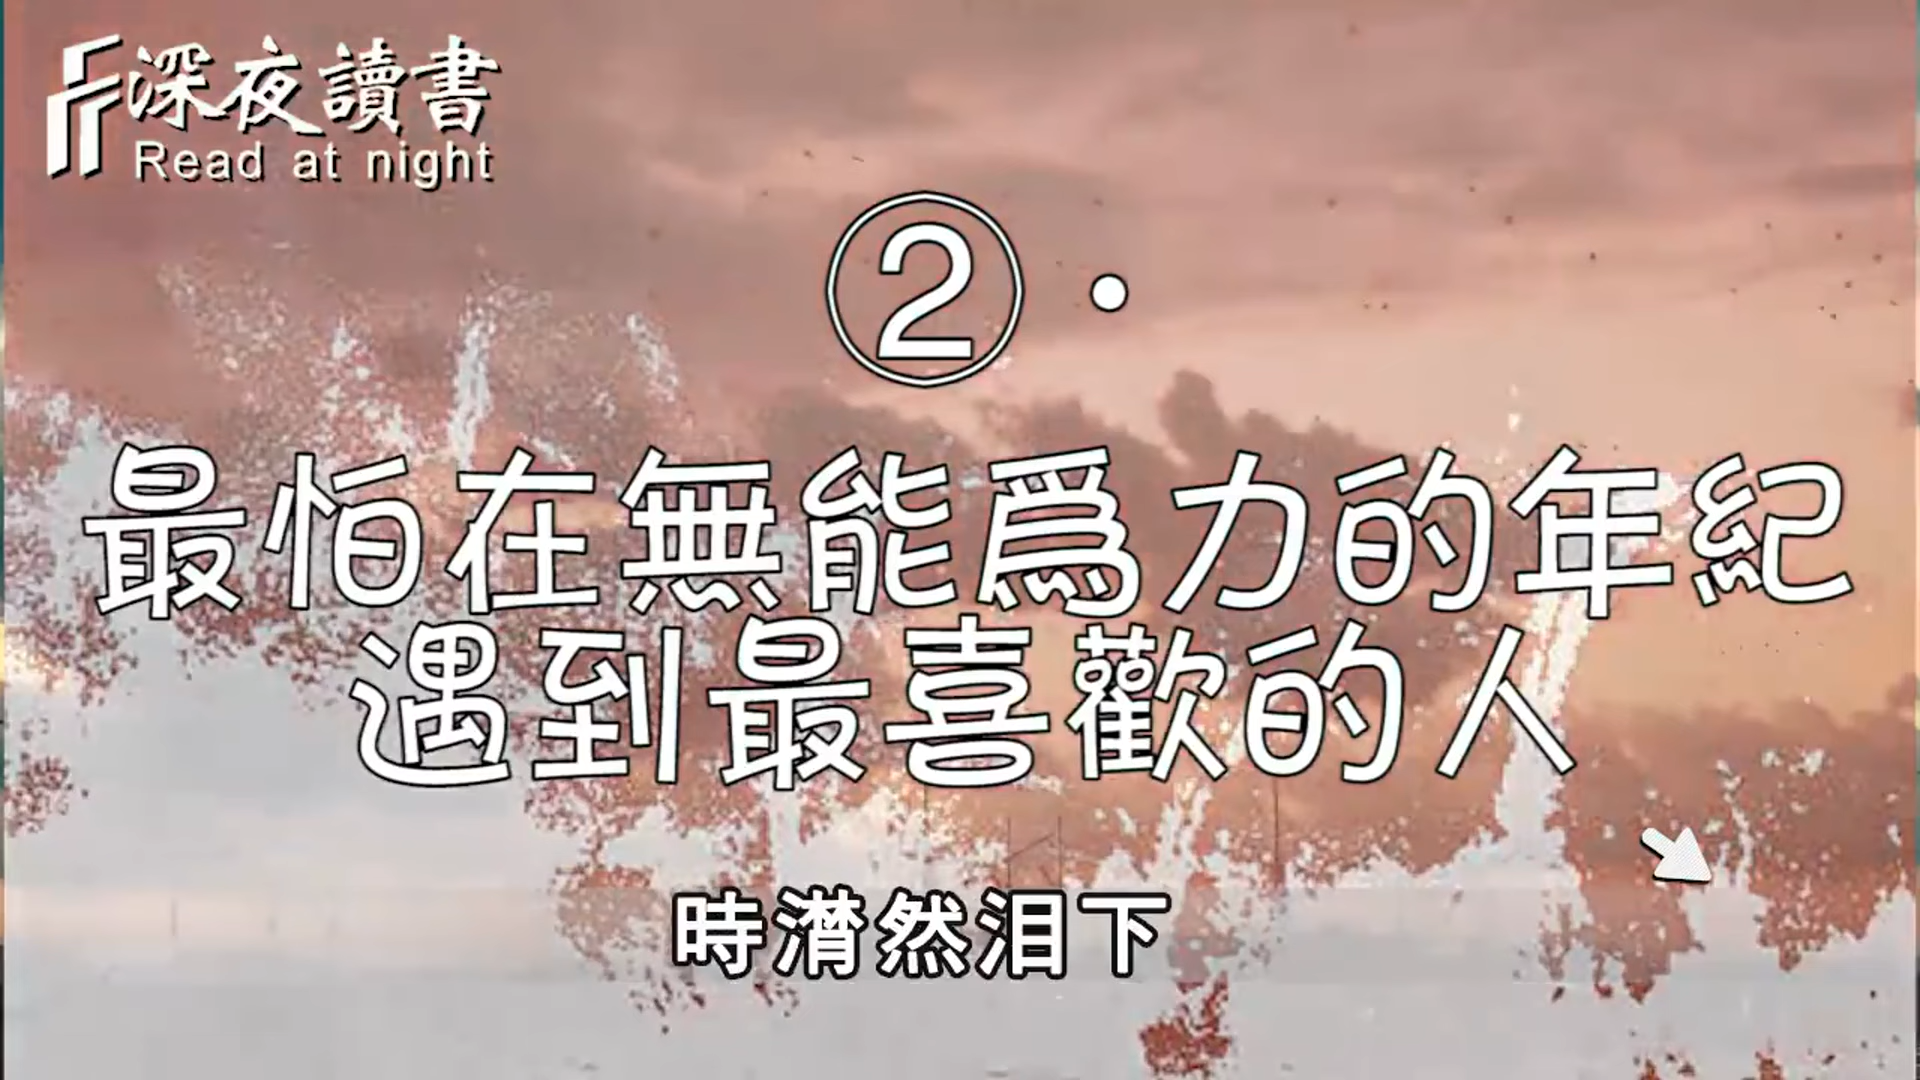 深夜讀書
Read at night
②·
最怕在無能爲力的年紀
遇到最喜歡的人
時潸然泪下